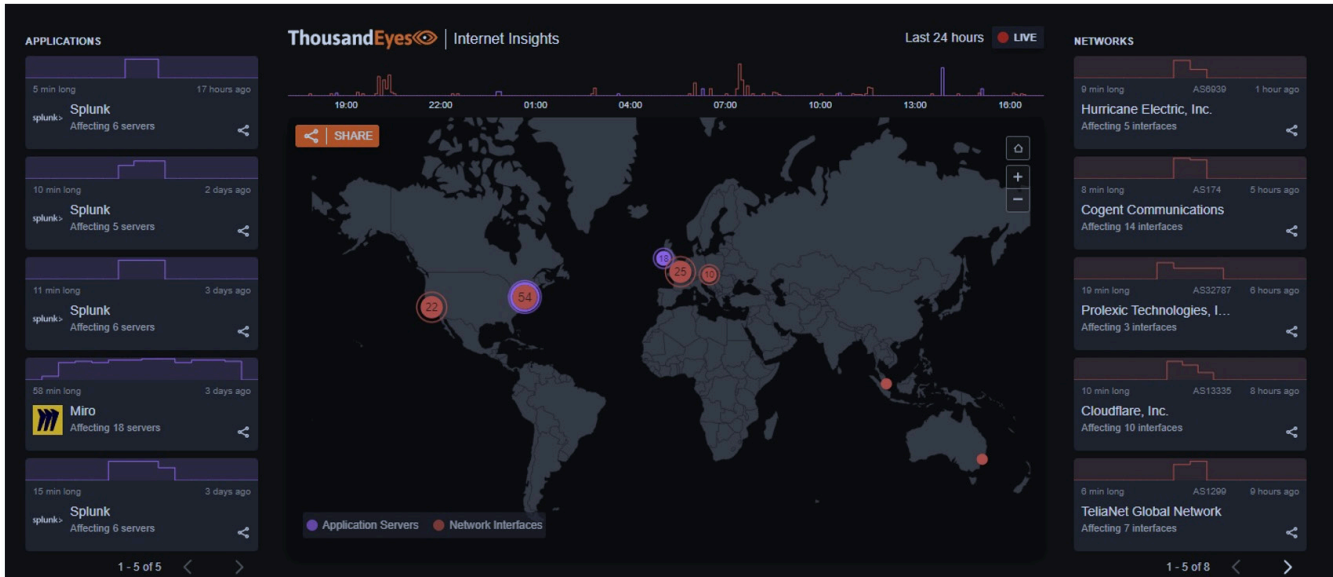 APPLICATIONS
5 min long 17 hours ago
splunk> Splunk
Affecting 6 servers
10 min long 2 days ago
splunk> Splunk
Affecting 5 servers
11 min long 3 days ago
splunk> Splunk
Affecting 6 servers
58 min long 3 days ago
Miro
Affecting 18 servers
15 min long 3 days ago
splunk> Splunk
Affecting 6 servers
1 - 5 of 5
ThousandEyes | Internet Insights
Last 24 hours LIVE
19:00 22:00 01:00 04:00 07:00 10:00 13:00 16:00
SHARE
+
−
18
25
10
54
22
Application Servers Network Interfaces
NETWORKS
9 min long AS6939 1 hour ago
Hurricane Electric, Inc.
Affecting 5 interfaces
8 min long AS174 5 hours ago
Cogent Communications
Affecting 14 interfaces
19 min long AS32787 6 hours ago
Prolexic Technologies, I...
Affecting 3 interfaces
10 min long AS13335 8 hours ago
Cloudflare, Inc.
Affecting 10 interfaces
6 min long AS1299 9 hours ago
TeliaNet Global Network
Affecting 7 interfaces
1 - 5 of 8